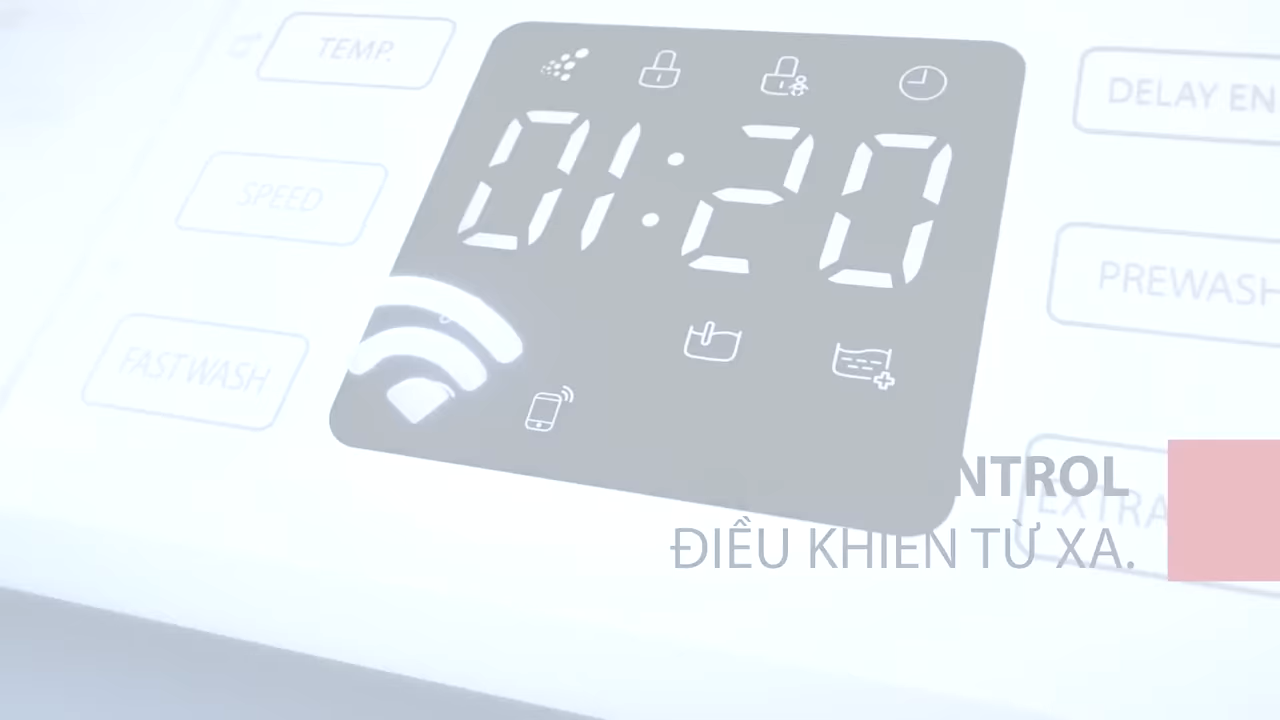 TEMP.
01:20
DELAY EN
SPEED
PREWASH
FAST WASH
NTROL
EXTRA
ĐIỀU KHIỂN TỪ XA.